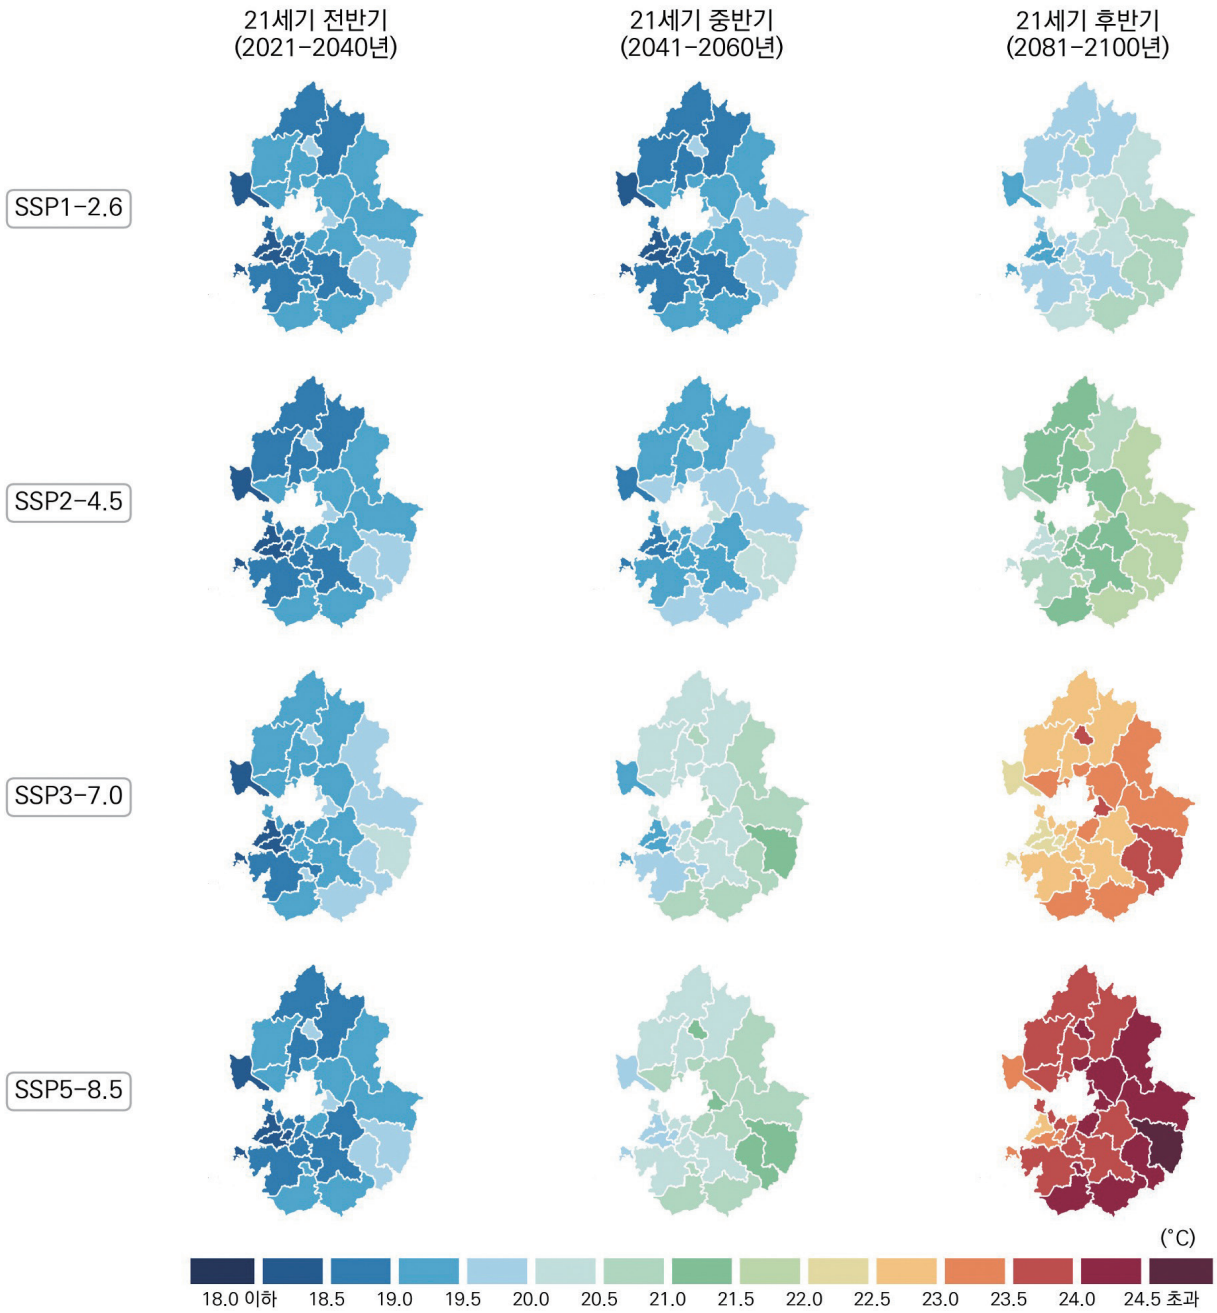 21세기 전반기
(2021-2040년)
21세기 중반기
(2041-2060년)
21세기 후반기
(2081-2100년)
SSP1-2.6
SSP2-4.5
SSP3-7.0
SSP5-8.5
(°C)
18.0 이하 18.5 19.0 19.5 20.0 20.5 21.0 21.5 22.0 22.5 23.0 23.5 24.0 24.5 초과